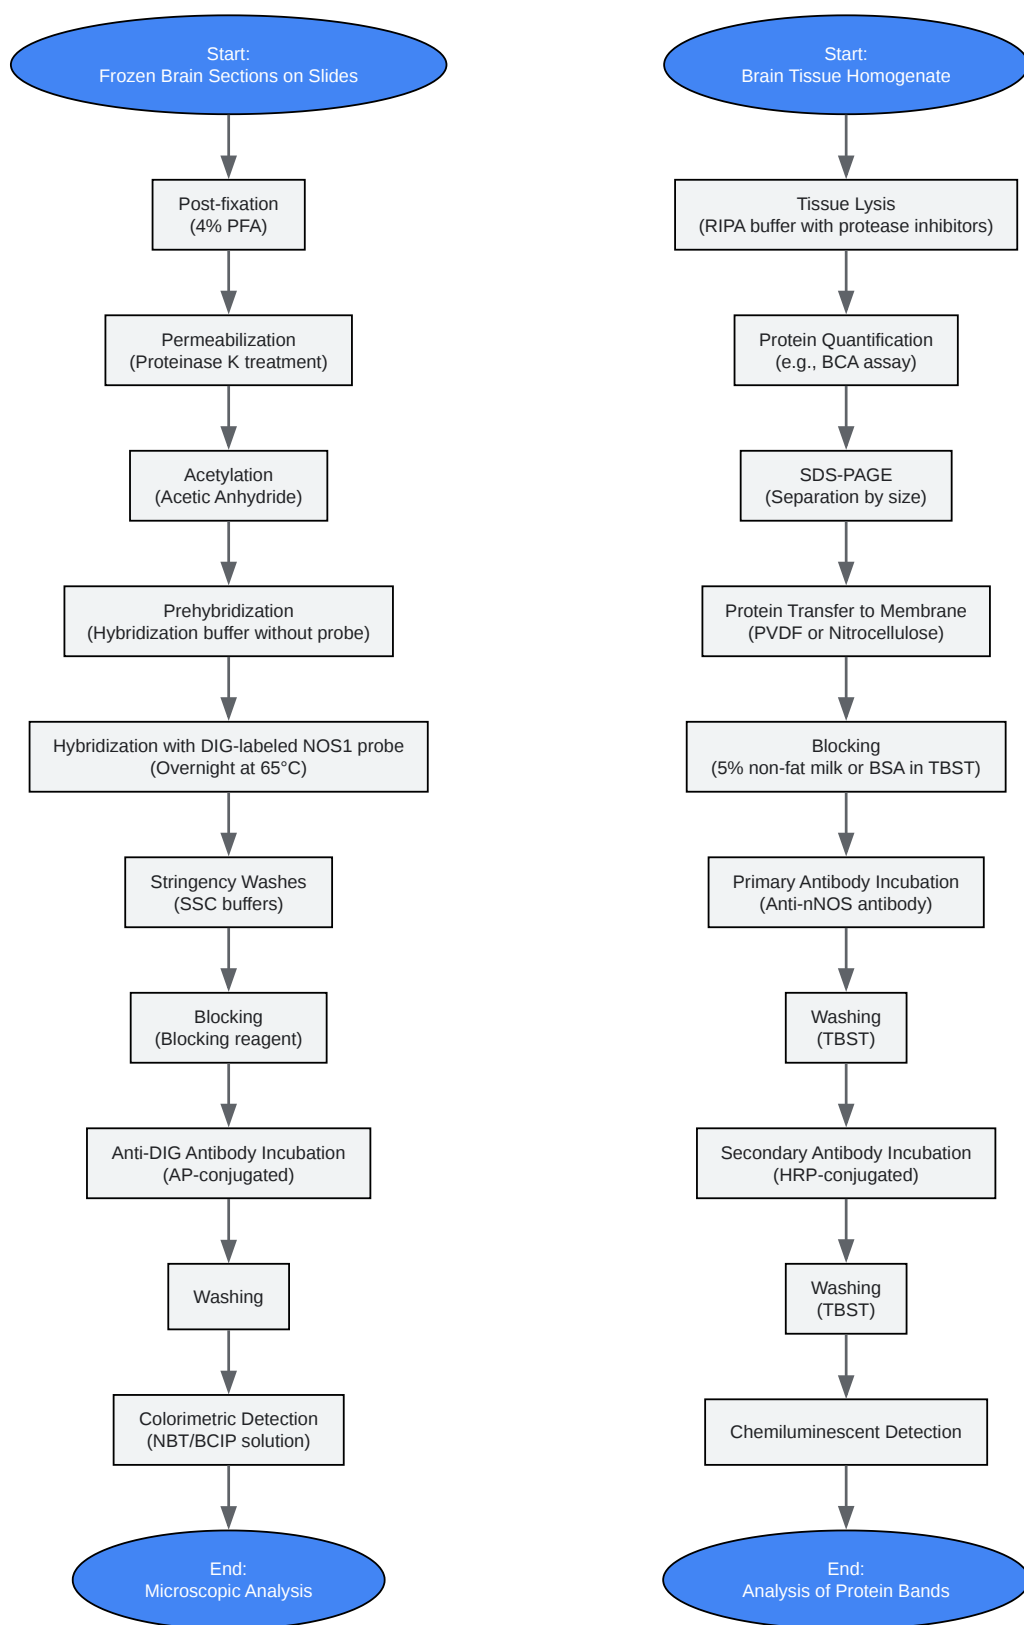 Start:
Frozen Brain Sections on Slides
Post-fixation
(4% PFA)
Permeabilization
(Proteinase K treatment)
Acetylation
(Acetic Anhydride)
Prehybridization
(Hybridization buffer without probe)
Hybridization with DIG-labeled NOS1 probe
(Overnight at 65°C)
Stringency Washes
(SSC buffers)
Blocking
(Blocking reagent)
Anti-DIG Antibody Incubation
(AP-conjugated)
Washing
Colorimetric Detection
(NBT/BCIP solution)
End:
Microscopic Analysis
Start:
Brain Tissue Homogenate
Tissue Lysis
(RIPA buffer with protease inhibitors)
Protein Quantification
(e.g., BCA assay)
SDS-PAGE
(Separation by size)
Protein Transfer to Membrane
(PVDF or Nitrocellulose)
Blocking
(5% non-fat milk or BSA in TBST)
Primary Antibody Incubation
(Anti-nNOS antibody)
Washing
(TBST)
Secondary Antibody Incubation
(HRP-conjugated)
Washing
(TBST)
Chemiluminescent Detection
End:
Analysis of Protein Bands